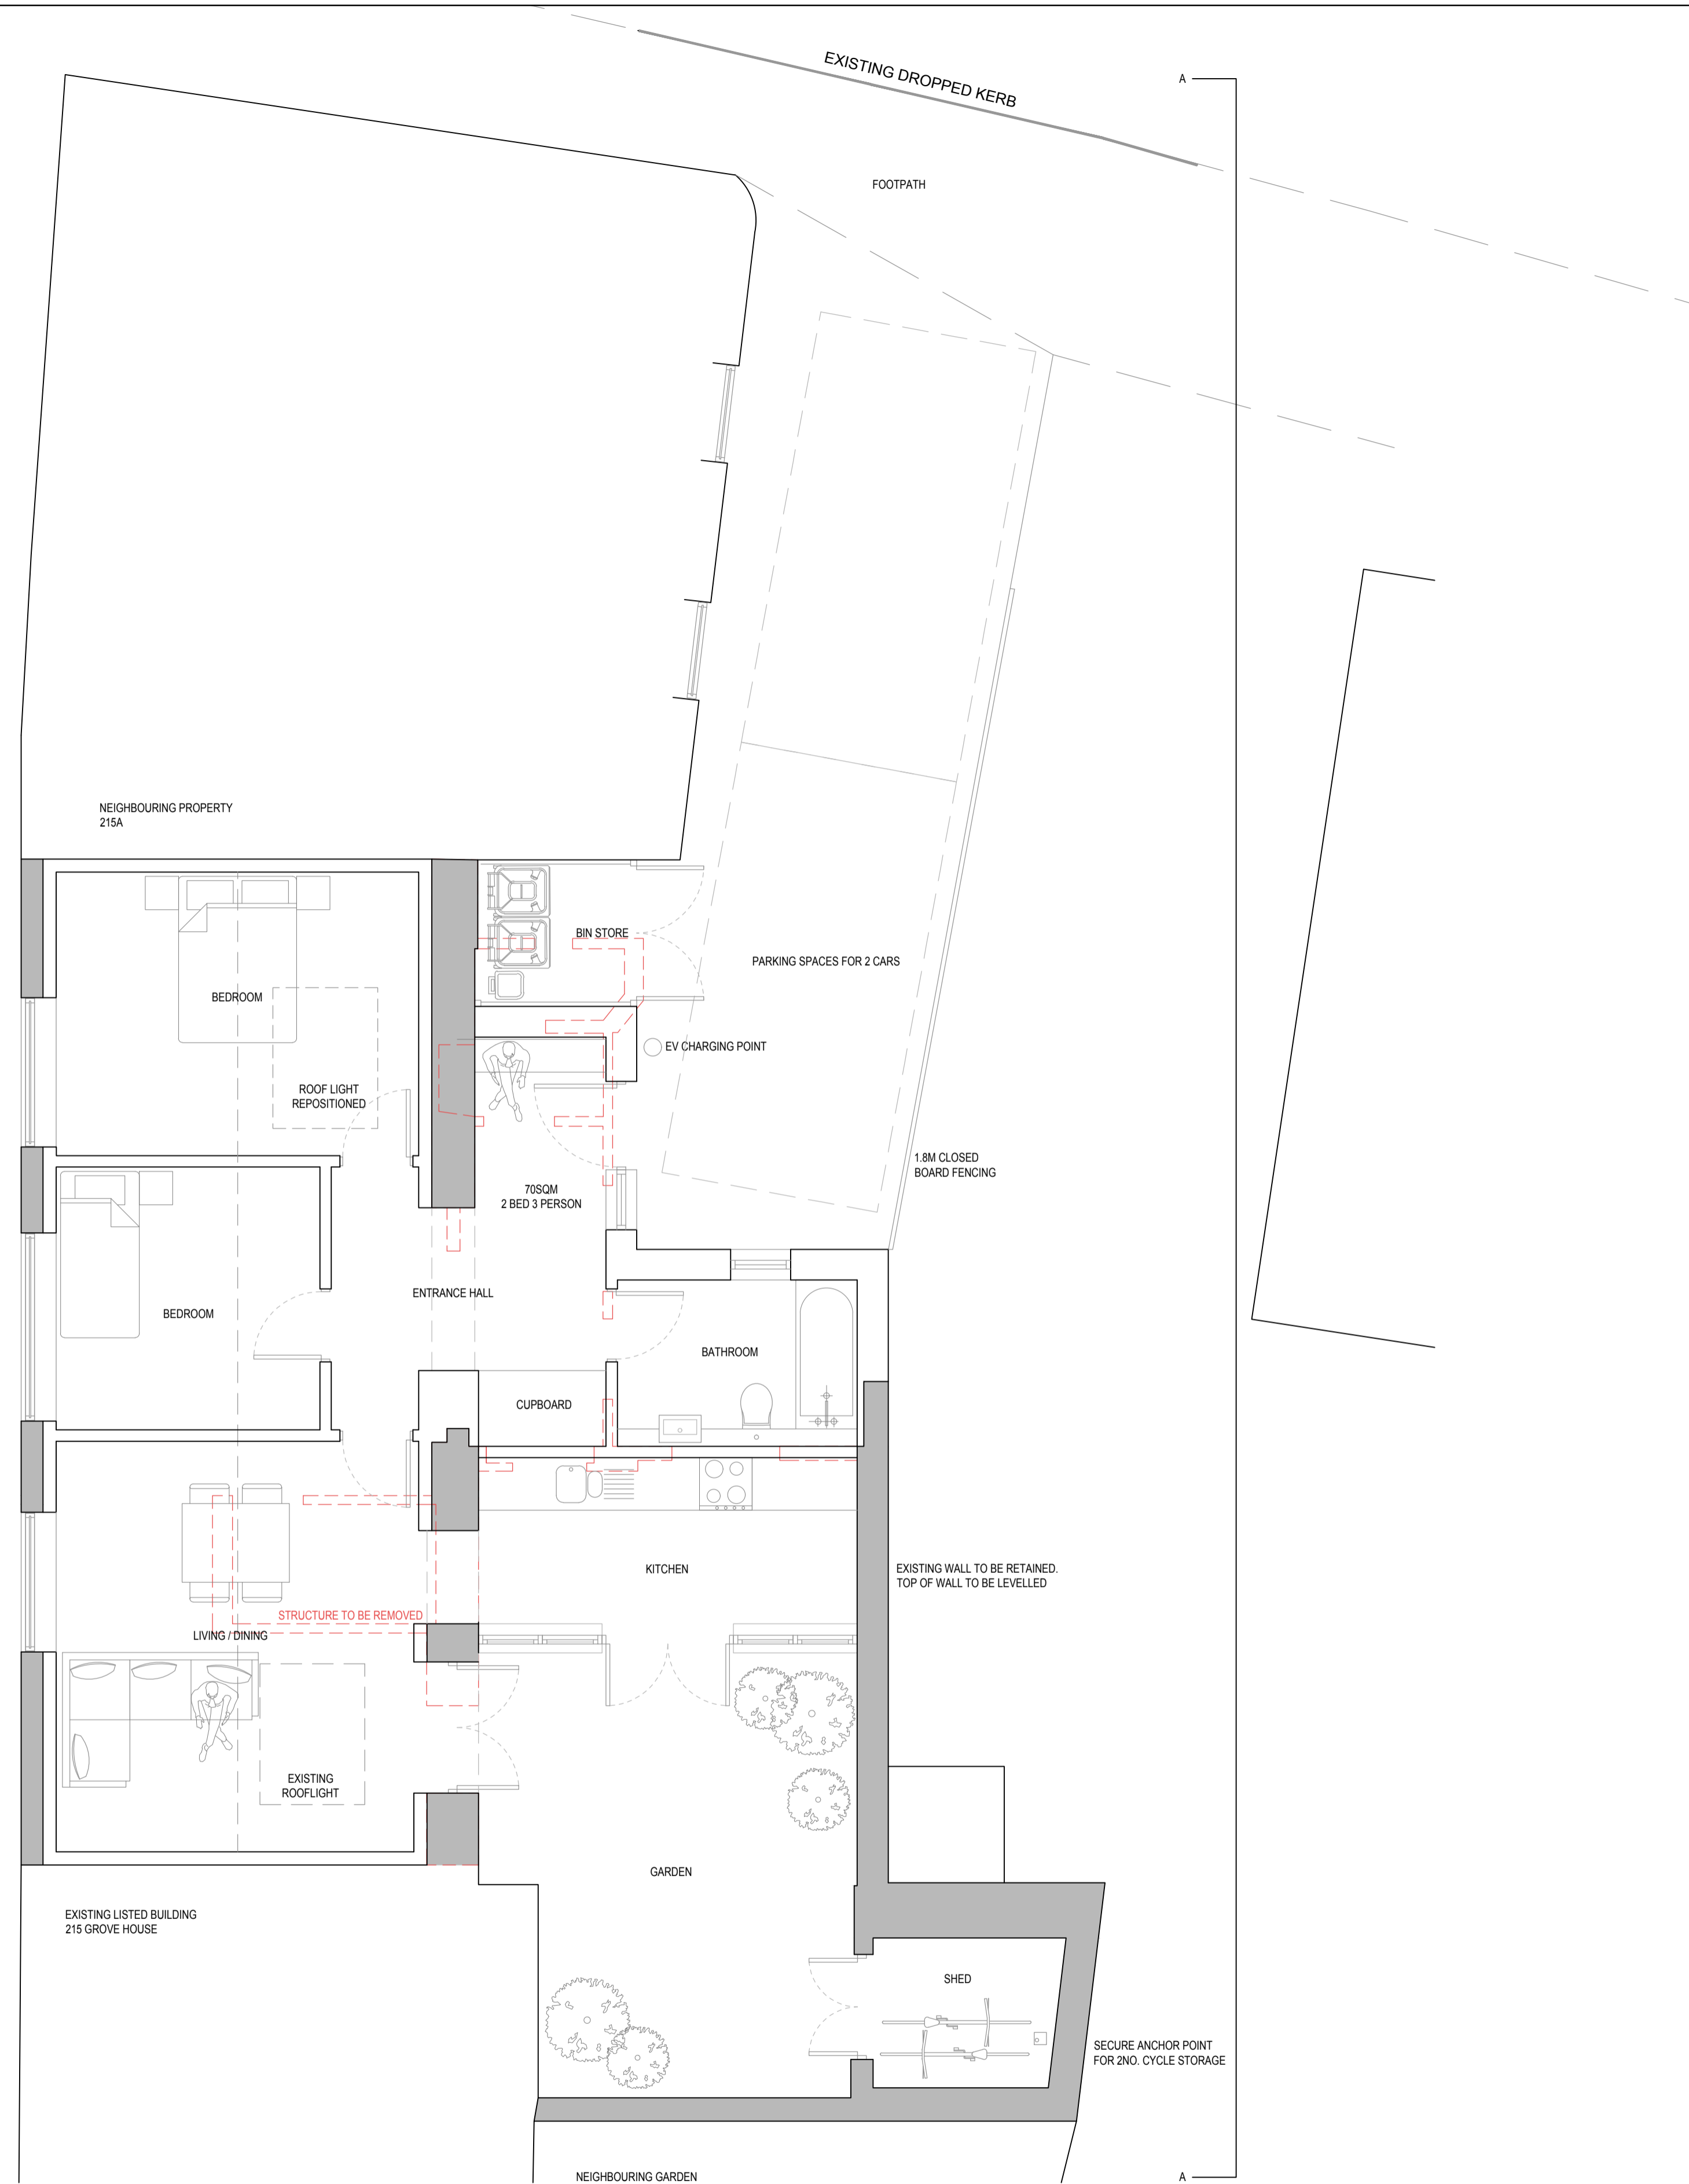 EXISTING DROPPED KERB
A
FOOTPATH
NEIGHBOURING PROPERTY
215A
BIN STORE
PARKING SPACES FOR 2 CARS
BEDROOM
EV CHARGING POINT
ROOF LIGHT
REPOSITIONED
1.8M CLOSED
BOARD FENCING
70SQM
2 BED 3 PERSON
ENTRANCE HALL
BEDROOM
BATHROOM
CUPBOARD
KITCHEN
EXISTING WALL TO BE RETAINED.
TOP OF WALL TO BE LEVELLED
STRUCTURE TO BE REMOVED
LIVING / DINING
EXISTING
ROOFLIGHT
GARDEN
EXISTING LISTED BUILDING
215 GROVE HOUSE
SHED
SECURE ANCHOR POINT
FOR 2NO. CYCLE STORAGE
NEIGHBOURING GARDEN
A